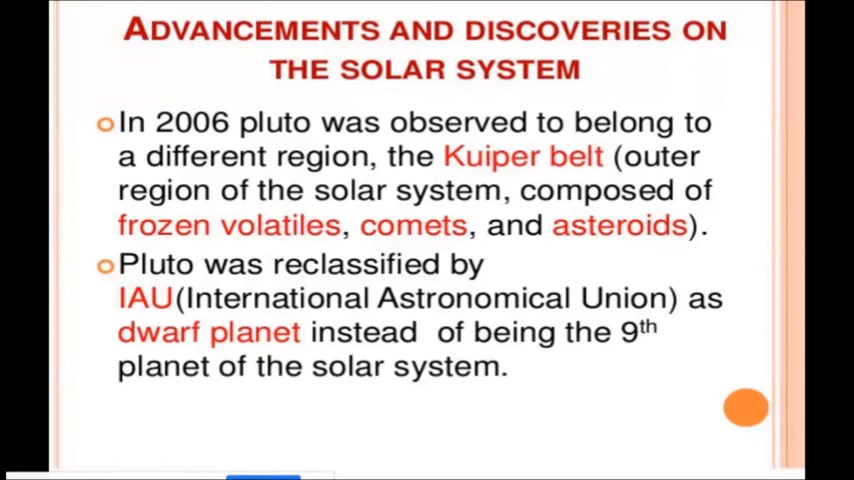 ADVANCEMENTS AND DISCOVERIES ON
THE SOLAR SYSTEM
In 2006 pluto was observed to belong to
a different region, the Kuiper belt (outer
region of the solar system, composed of
frozen volatiles, comets, and asteroids).
Pluto was reclassified by
IAU(International Astronomical Union) as
dwarf planet instead of being the 9th
planet of the solar system.